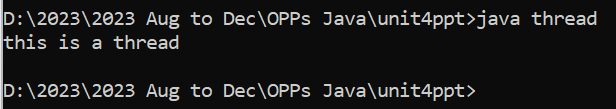 D:\2023\2023 Aug to Dec\OPPs Java\unit4ppt>java thread
this is a thread
D:\2023\2023 Aug to Dec\OPPs Java\unit4ppt>